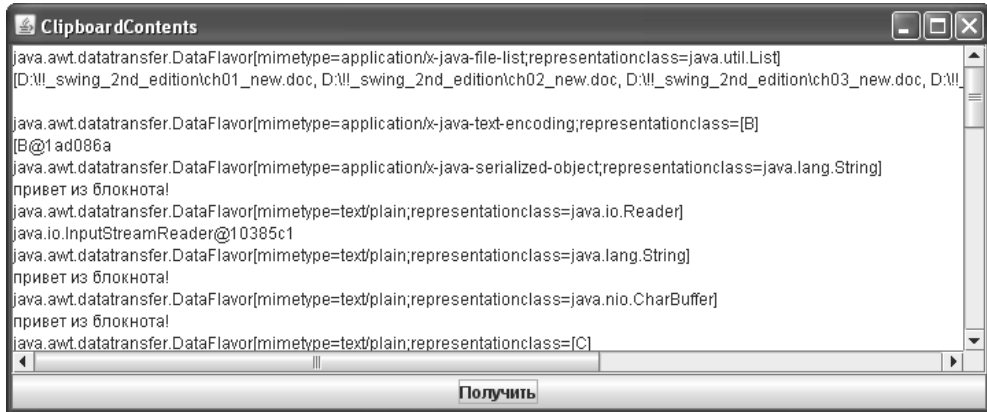 ClipboardContents
java.awt.datatransfer.DataFlavor[mimetype=application/x-java-file-list;representationclass=java.util.List]
[D:\!!_swing_2nd_edition\ch01_new.doc, D:\!!_swing_2nd_edition\ch02_new.doc, D:\!!_swing_2nd_edition\ch03_new.doc, D:\!!_
java.awt.datatransfer.DataFlavor[mimetype=application/x-java-text-encoding;representationclass=[B]
[B@1ad086a
java.awt.datatransfer.DataFlavor[mimetype=application/x-java-serialized-object;representationclass=java.lang.String]
привет из блокнота!
java.awt.datatransfer.DataFlavor[mimetype=text/plain;representationclass=java.io.Reader]
java.io.InputStreamReader@10385c1
java.awt.datatransfer.DataFlavor[mimetype=text/plain;representationclass=java.lang.String]
привет из блокнота!
java.awt.datatransfer.DataFlavor[mimetype=text/plain;representationclass=java.nio.CharBuffer]
привет из блокнота!
java.awt.datatransfer.DataFlavor[mimetype=text/plain;representationclass=[C]
Получить